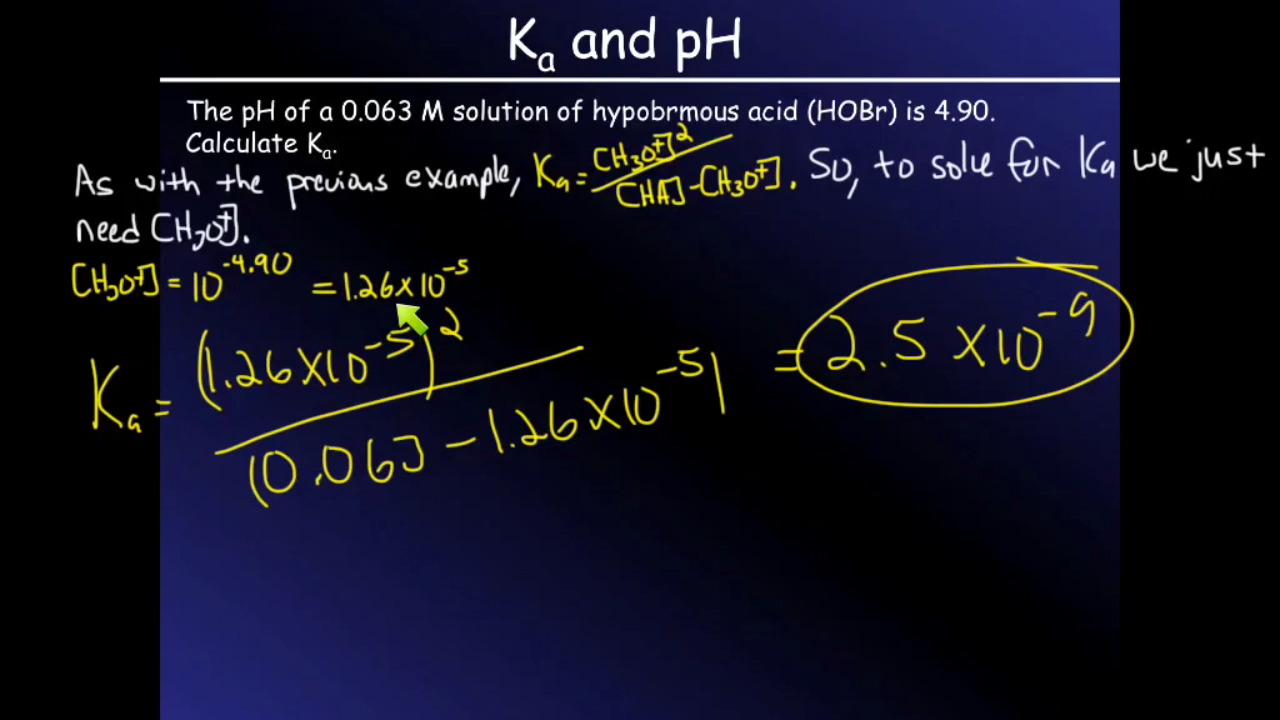 Ka and pH
The pH of a 0.063 M solution of hypobrmous acid (HOBr) is 4.90.
Calculate Ka.
As with the previous example, Ka = [H3O+]² / [HA] - [H3O+]. So, to solve for Ka we just
need [H3O+].
[H3O+] = 10^-4.90 = 1.26x10^-5
Ka = (1.26x10^-5)² / (0.063 - 1.26x10^-5) = 2.5 x10^-9